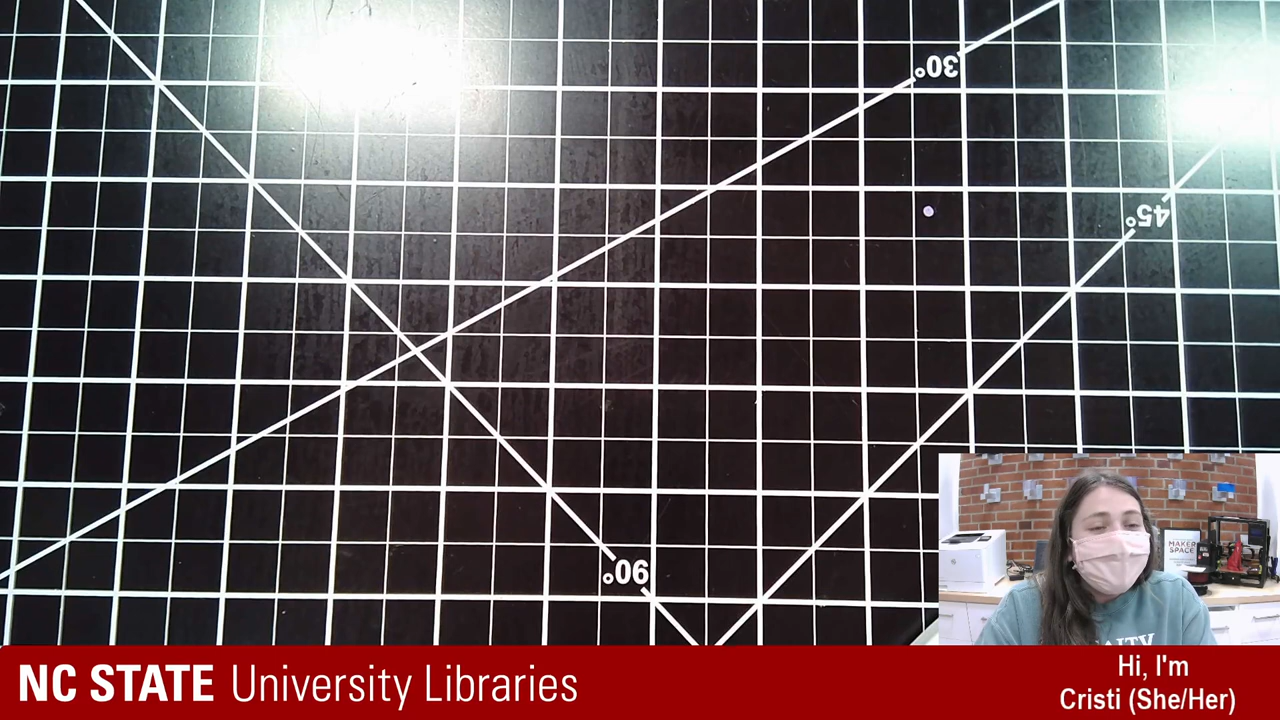 30°
45°
90°
MAKER
SPACE
NC STATE University Libraries
Hi, I'm
Cristi (She/Her)